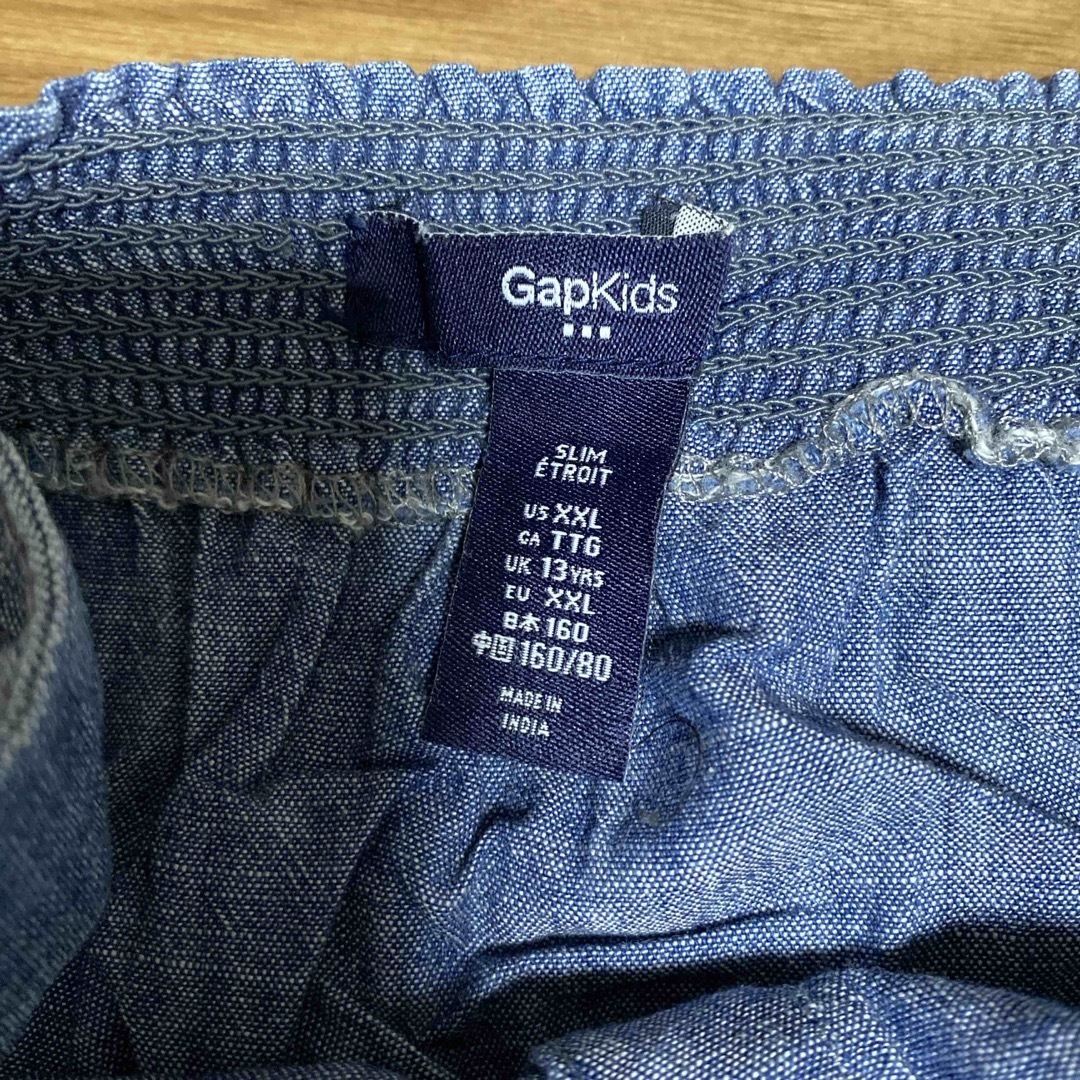 GapKids
SLIM
ÉTROIT
US XXL
CA TTG
UK 13 YRS
EU XXL
日本 160
中国 160/80
MADE IN
INDIA